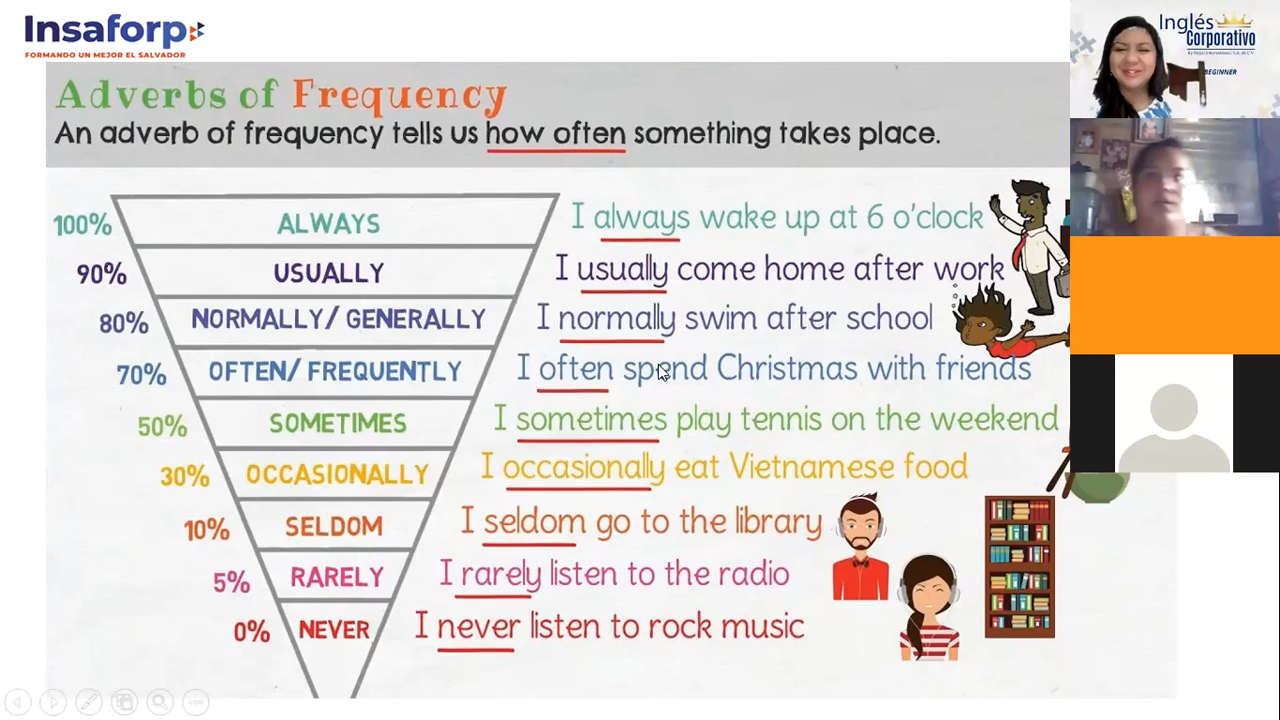 Insaforp
FORMANDO UN MEJOR EL SALVADOR
Adverbs of Frequency
An adverb of frequency tells us how often something takes place.
100% ALWAYS I always wake up at 6 o'clock
90% USUALLY I usually come home after work
80% NORMALLY/ GENERALLY I normally swim after school
70% OFTEN/ FREQUENTLY I often spend Christmas with friends
50% SOMETIMES I sometimes play tennis on the weekend
30% OCCASIONALLY I occasionally eat Vietnamese food
10% SELDOM I seldom go to the library
5% RARELY I rarely listen to the radio
0% NEVER I never listen to rock music
Inglés
Corporativo
BEGINNER